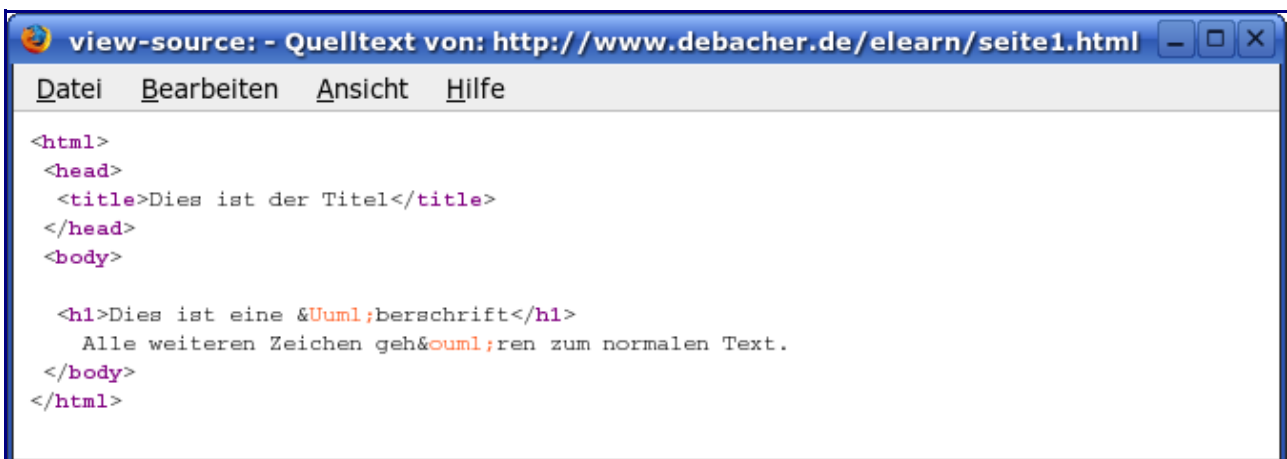 view-source: - Quelltext von: http://www.debacher.de/elearn/seite1.html
Datei Bearbeiten Ansicht Hilfe
<html>
<head>
<title>Dies ist der Titel</title>
</head>
<body>
<h1>Dies ist eine &Uuml;berschrift</h1>
Alle weiteren Zeichen geh&ouml;ren zum normalen Text.
</body>
</html>